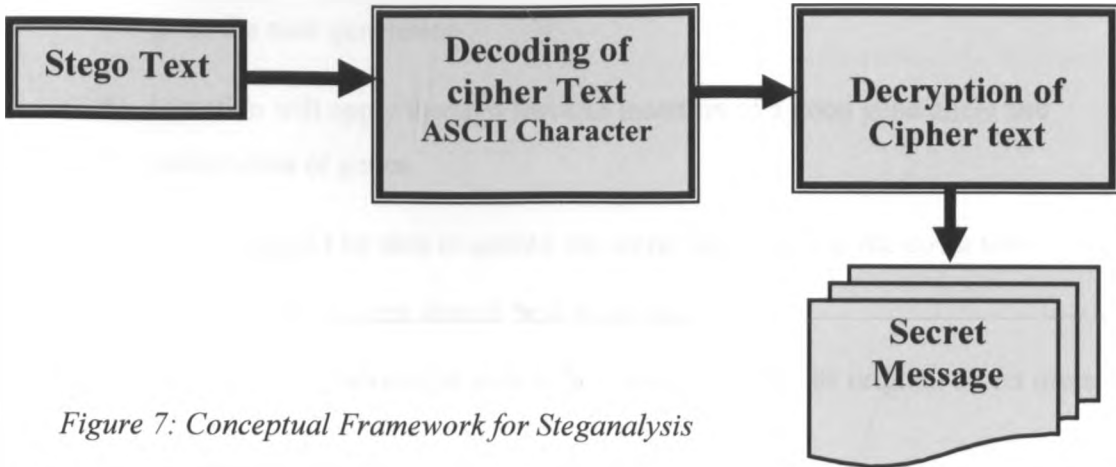 Stego Text
Decoding of
cipher Text
ASCII Character
Decryption of
Cipher text
Secret
Message
Figure 7: Conceptual Framework for Steganalysis